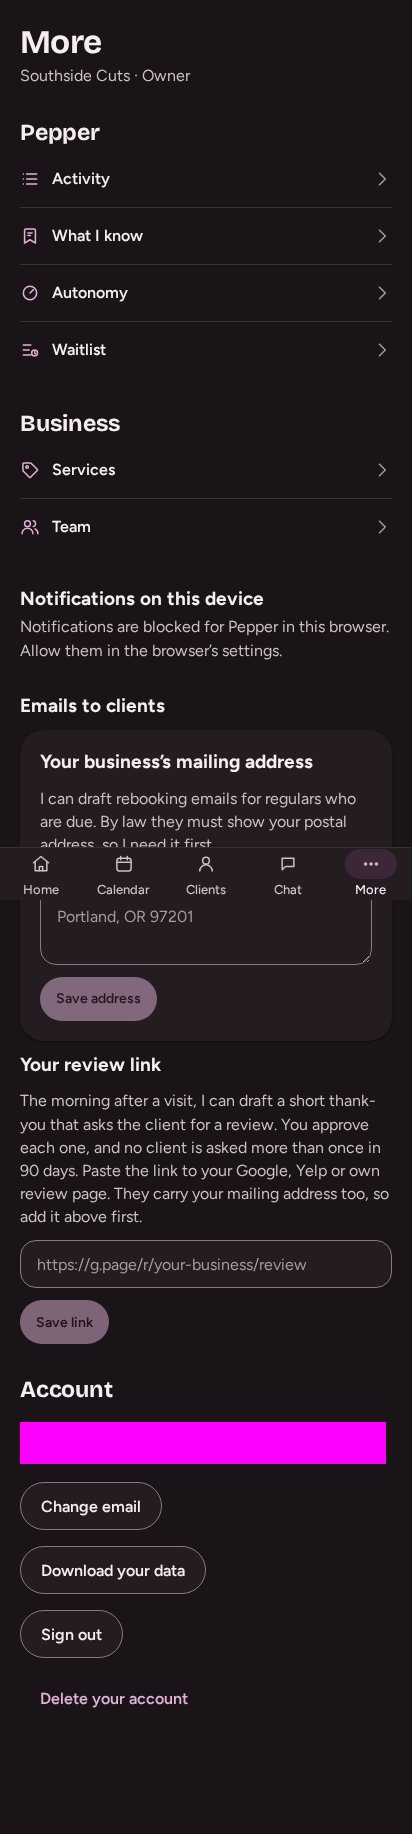 More
Southside Cuts · Owner
Pepper
Activity
What I know
Autonomy
Waitlist
Business
Services
Team
Notifications on this device
Notifications are blocked for Pepper in this browser.
Allow them in the browser’s settings.
Emails to clients
Your business’s mailing address
I can draft rebooking emails for regulars who
are due. By law they must show your postal
address, so I need it first.
Home
Calendar
Clients
Chat
More
Portland, OR 97201
Save address
Your review link
The morning after a visit, I can draft a short thank-
you that asks the client for a review. You approve
each one, and no client is asked more than once in
90 days. Paste the link to your Google, Yelp or own
review page. They carry your mailing address too, so
add it above first.
https://g.page/r/your-business/review
Save link
Account
Change email
Download your data
Sign out
Delete your account